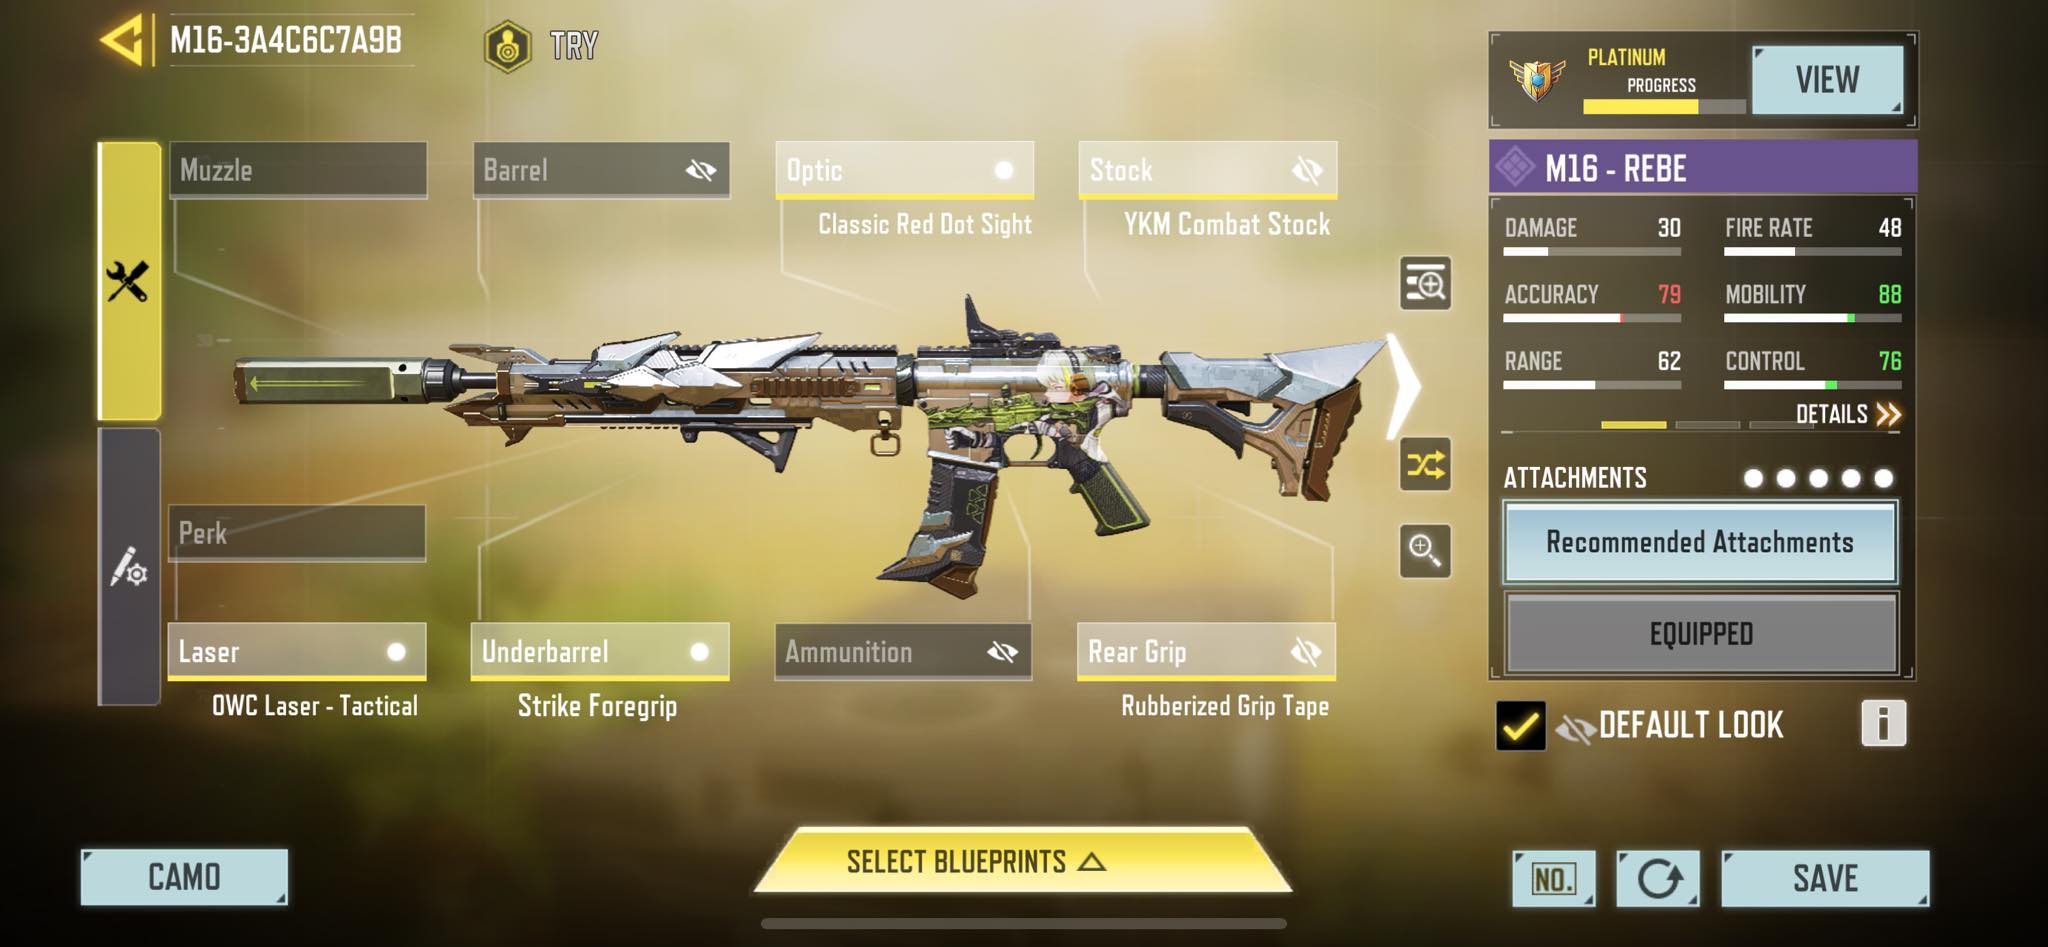 M16-3A4C6C7A9B
TRY
PLATINUM
PROGRESS
VIEW
Muzzle
Barrel
Optic
Classic Red Dot Sight
Stock
YKM Combat Stock
M16 - REBE
DAMAGE 30
FIRE RATE 48
ACCURACY 79
MOBILITY 88
RANGE 62
CONTROL 76
DETAILS
ATTACHMENTS
Recommended Attachments
EQUIPPED
DEFAULT LOOK
i
Perk
Laser
OWC Laser - Tactical
Underbarrel
Strike Foregrip
Ammunition
Rear Grip
Rubberized Grip Tape
CAMO
SELECT BLUEPRINTS
NO.
SAVE